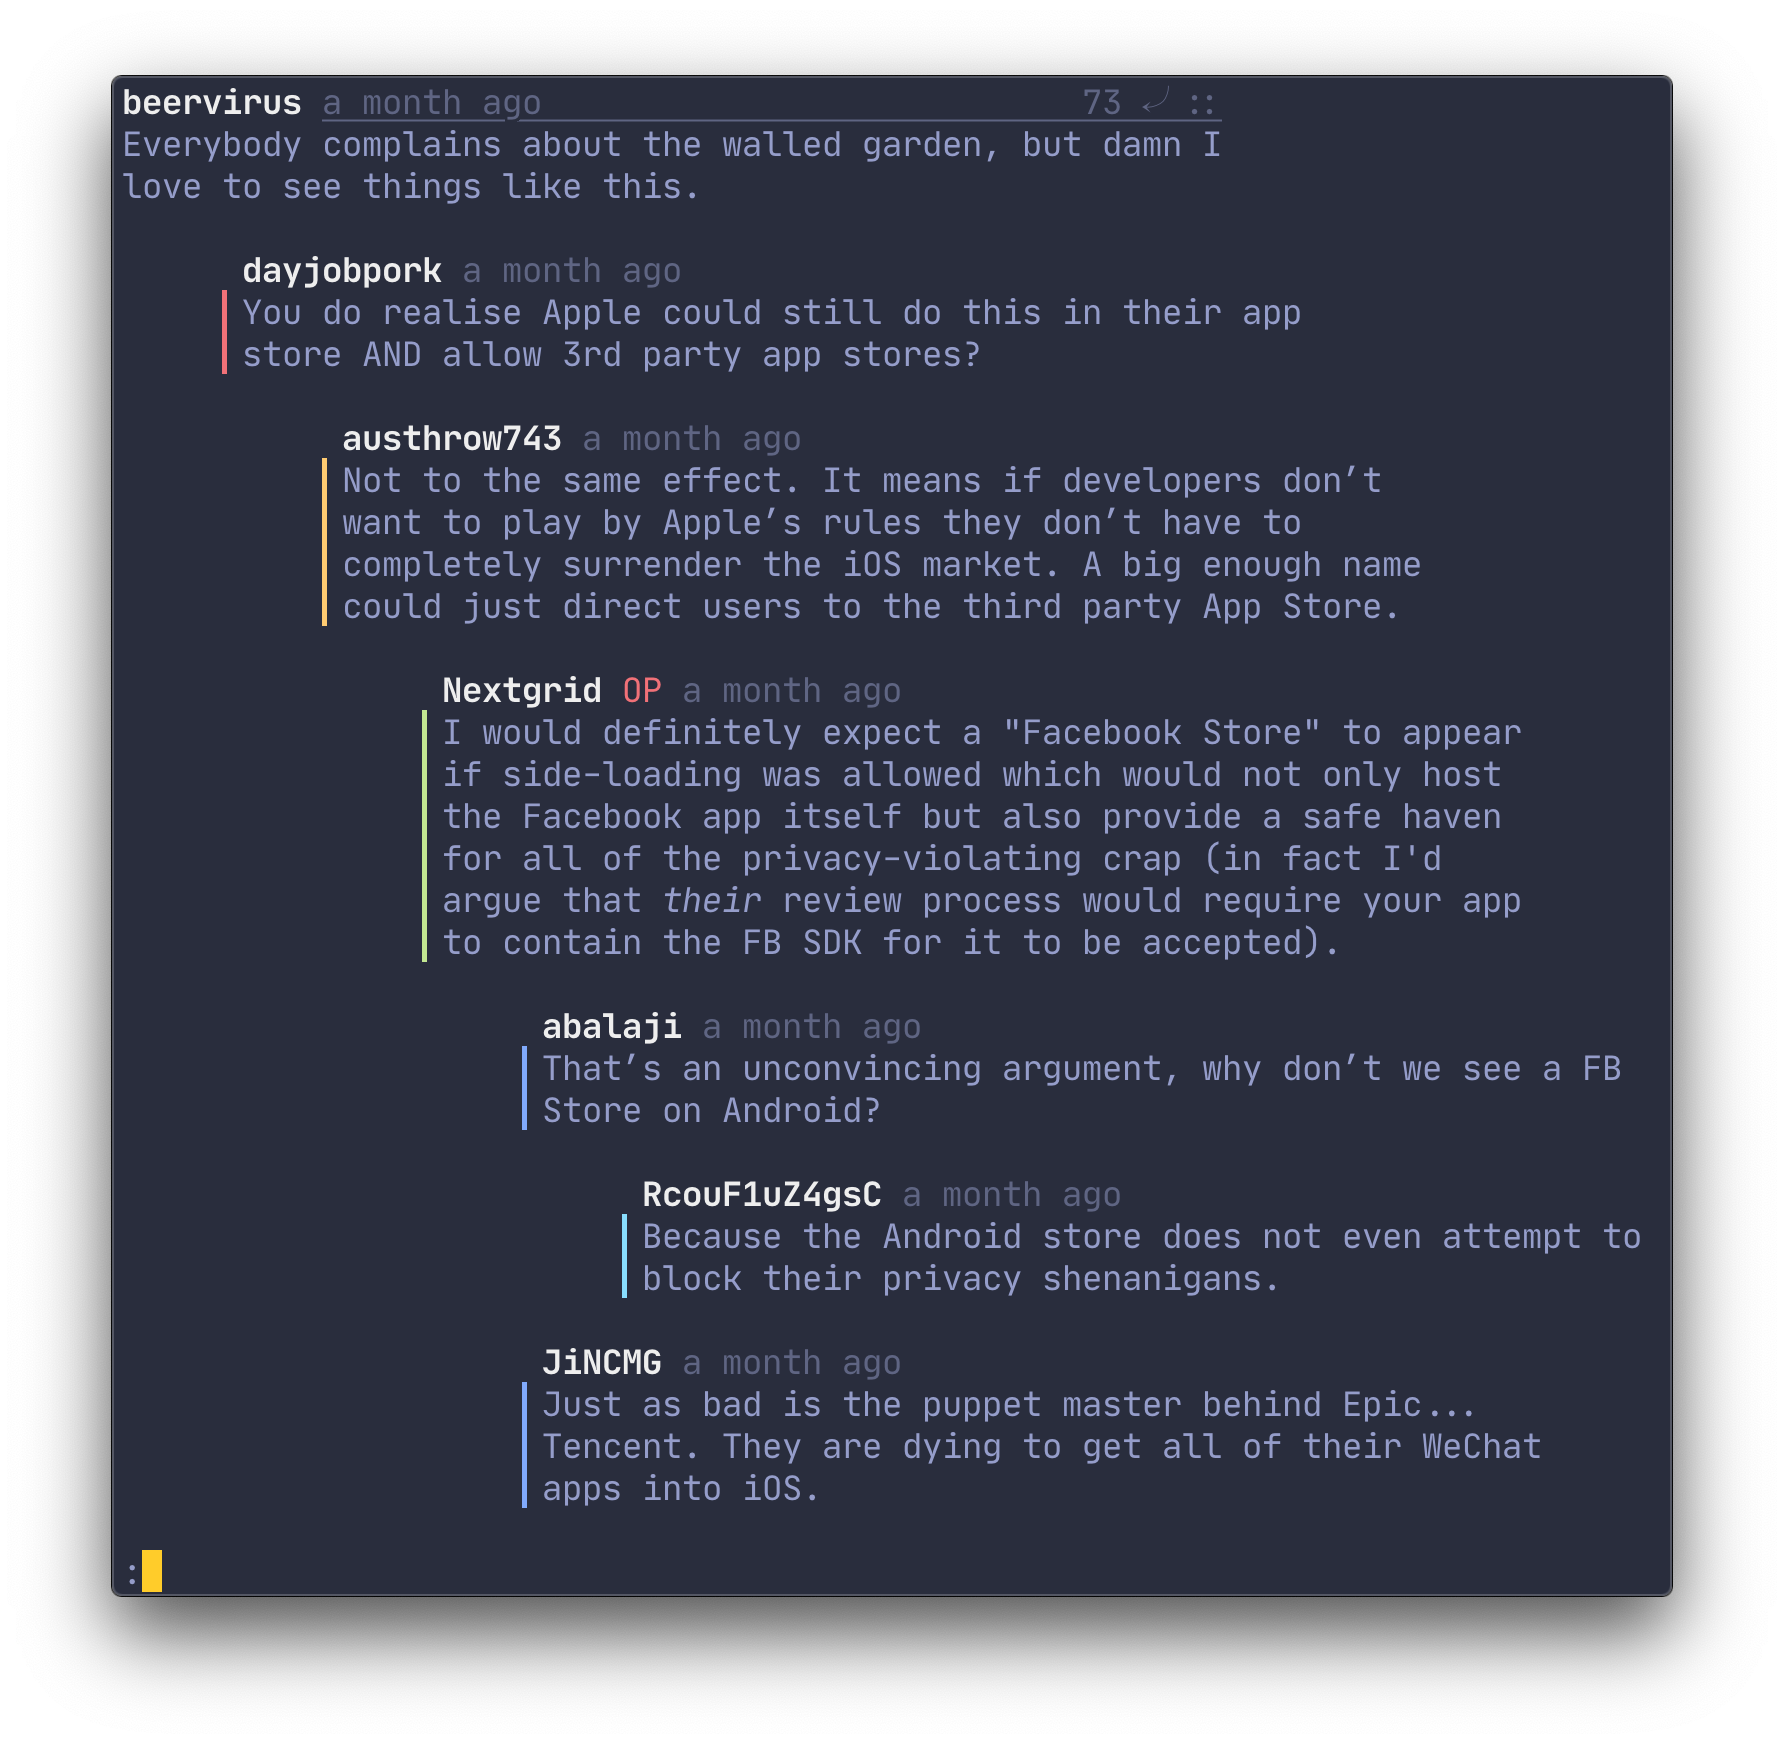 beervirus a month ago 73 ⤶ ::
Everybody complains about the walled garden, but damn I
love to see things like this.
dayjobpork a month ago
You do realise Apple could still do this in their app
store AND allow 3rd party app stores?
austhrow743 a month ago
Not to the same effect. It means if developers don’t
want to play by Apple’s rules they don’t have to
completely surrender the iOS market. A big enough name
could just direct users to the third party App Store.
Nextgrid OP a month ago
I would definitely expect a "Facebook Store" to appear
if side-loading was allowed which would not only host
the Facebook app itself but also provide a safe haven
for all of the privacy-violating crap (in fact I'd
argue that their review process would require your app
to contain the FB SDK for it to be accepted).
abalaji a month ago
That’s an unconvincing argument, why don’t we see a FB
Store on Android?
RcouF1uZ4gsC a month ago
Because the Android store does not even attempt to
block their privacy shenanigans.
JiNCMG a month ago
Just as bad is the puppet master behind Epic...
Tencent. They are dying to get all of their WeChat
apps into iOS.
: